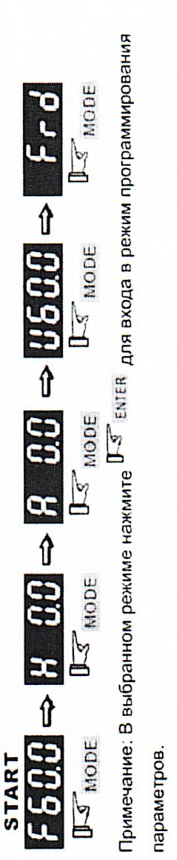 START
F60.0 ⇨ H 0.0 ⇨ A 0.0 ⇨ U60.0 ⇨ Frd
MODE MODE MODE MODE MODE
Примечание: В выбранном режиме нажмите ENTER для входа в режим программирования
параметров.